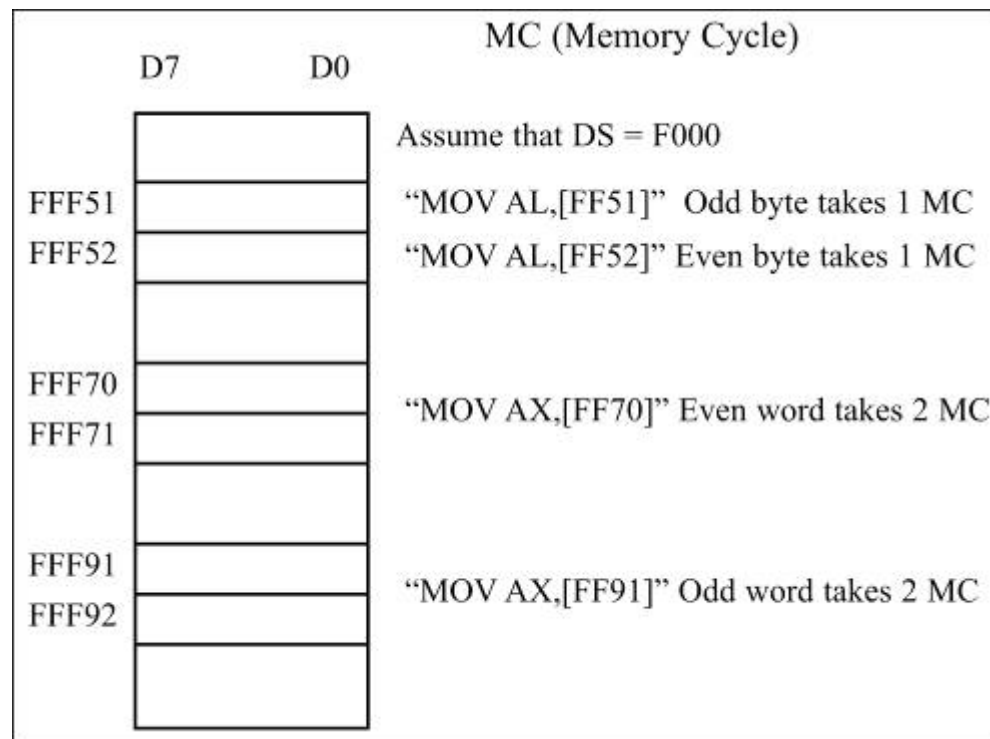 MC (Memory Cycle)
D7 D0
Assume that DS = F000
FFF51 “MOV AL,[FF51]” Odd byte takes 1 MC
FFF52 “MOV AL,[FF52]” Even byte takes 1 MC
FFF70
“MOV AX,[FF70]” Even word takes 2 MC
FFF71
FFF91
“MOV AX,[FF91]” Odd word takes 2 MC
FFF92